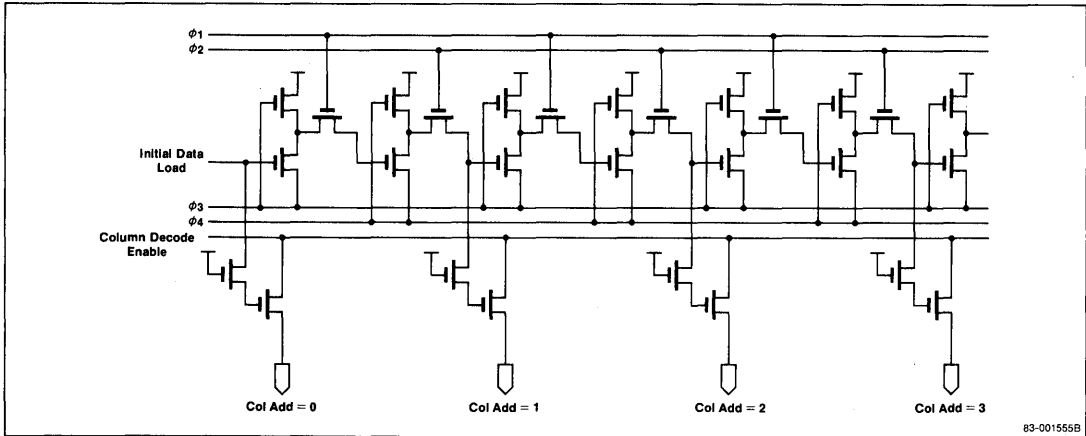 ϕ1
ϕ2
Initial Data
Load
ϕ3
ϕ4
Column Decode
Enable
Col Add = 0
Col Add = 1
Col Add = 2
Col Add = 3
83-001555B